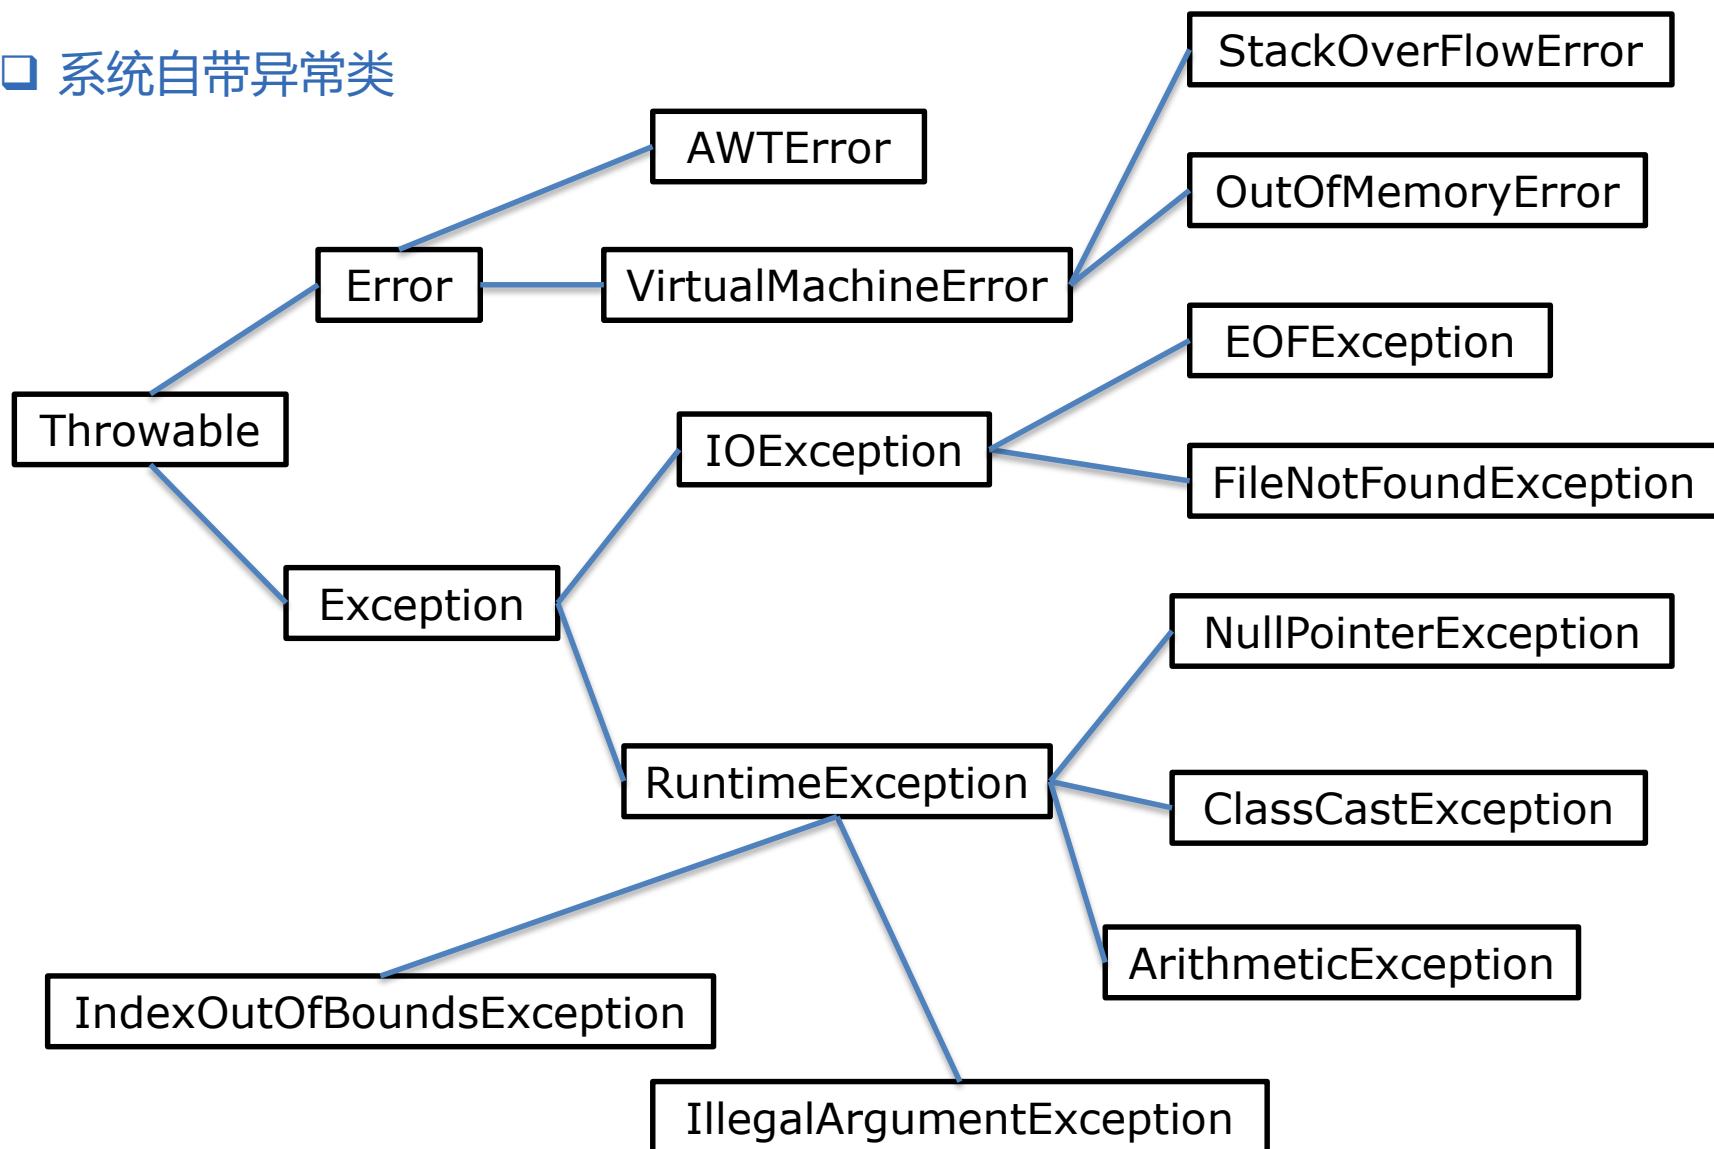 系统自带异常类
StackOverFlowError
AWTError
OutOfMemoryError
Error
VirtualMachineError
EOFException
Throwable
IOException
FileNotFoundException
Exception
NullPointerException
RuntimeException
ClassCastException
ArithmeticException
IndexOutOfBoundsException
IllegalArgumentException